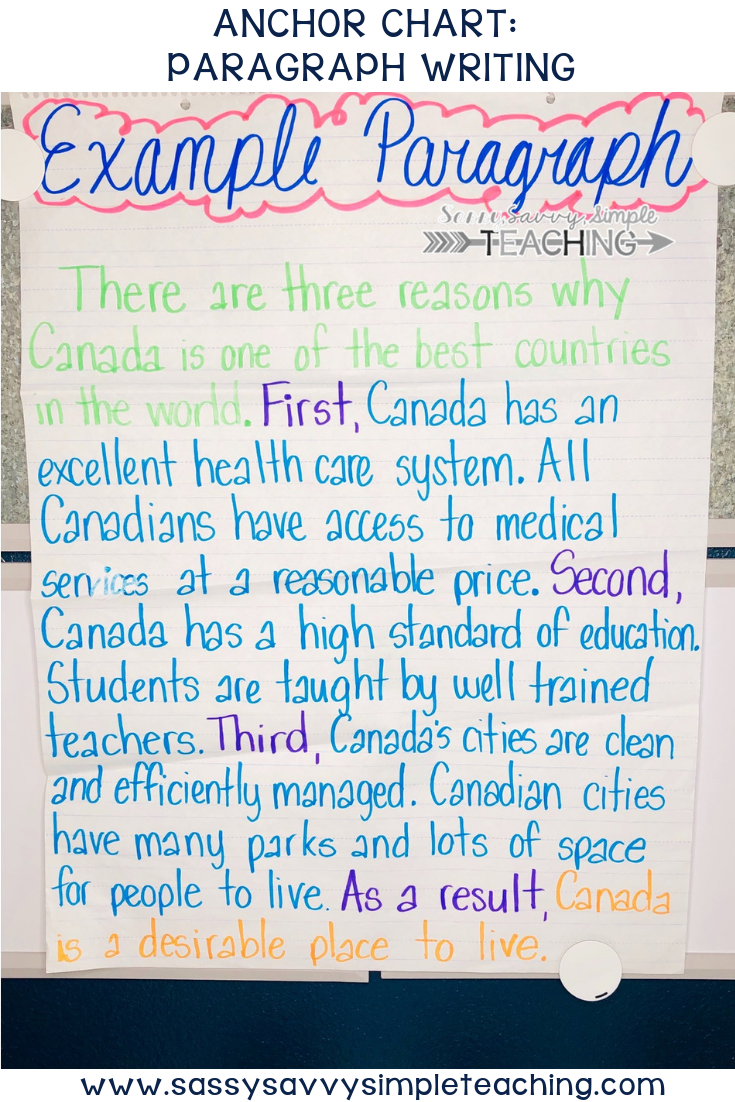 ANCHOR CHART:
PARAGRAPH WRITING
Example Paragraph
Savvy, Simple
TEACHING
There are three reasons why
Canada is one of the best countries
in the world. First, Canada has an
excellent health care system. All
Canadians have access to medical
services at a reasonable price. Second,
Canada has a high standard of education.
Students are taught by well trained
teachers. Third, Canada's cities are clean
and efficiently managed. Canadian cities
have many parks and lots of space
for people to live. As a result, Canada
is a desirable place to live.
www.sassysavvysimpleteaching.com